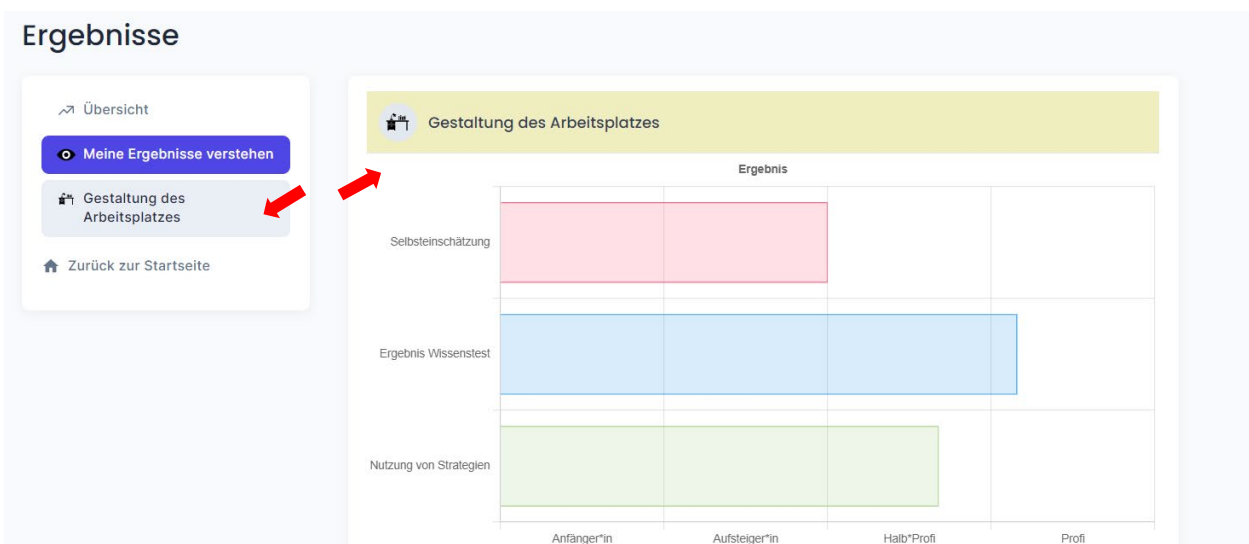 Ergebnisse
Übersicht
Meine Ergebnisse verstehen
Gestaltung des
Arbeitsplatzes
Zurück zur Startseite
Gestaltung des Arbeitsplatzes
Ergebnis
Selbsteinschätzung
Ergebnis Wissenstest
Nutzung von Strategien
Anfänger*in Aufsteiger*in Halb*Profi Profi